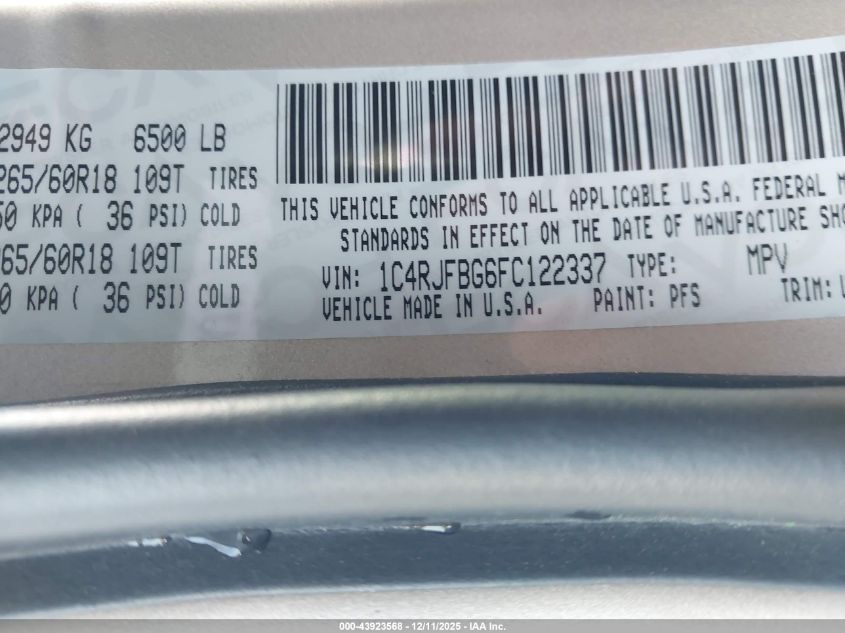 2949 KG 6500 LB
265/60R18 109T TIRES
50 KPA ( 36 PSI) COLD
265/60R18 109T TIRES
0 KPA ( 36 PSI) COLD
THIS VEHICLE CONFORMS TO ALL APPLICABLE U.S.A. FEDERAL M
STANDARDS IN EFFECT ON THE DATE OF MANUFACTURE SHO
VIN: 1C4RJFBG6FC122337 TYPE: MPV
VEHICLE MADE IN U.S.A. PAINT: PFS TRIM:
000-43923568 - 12/11/2025 - IAA Inc.